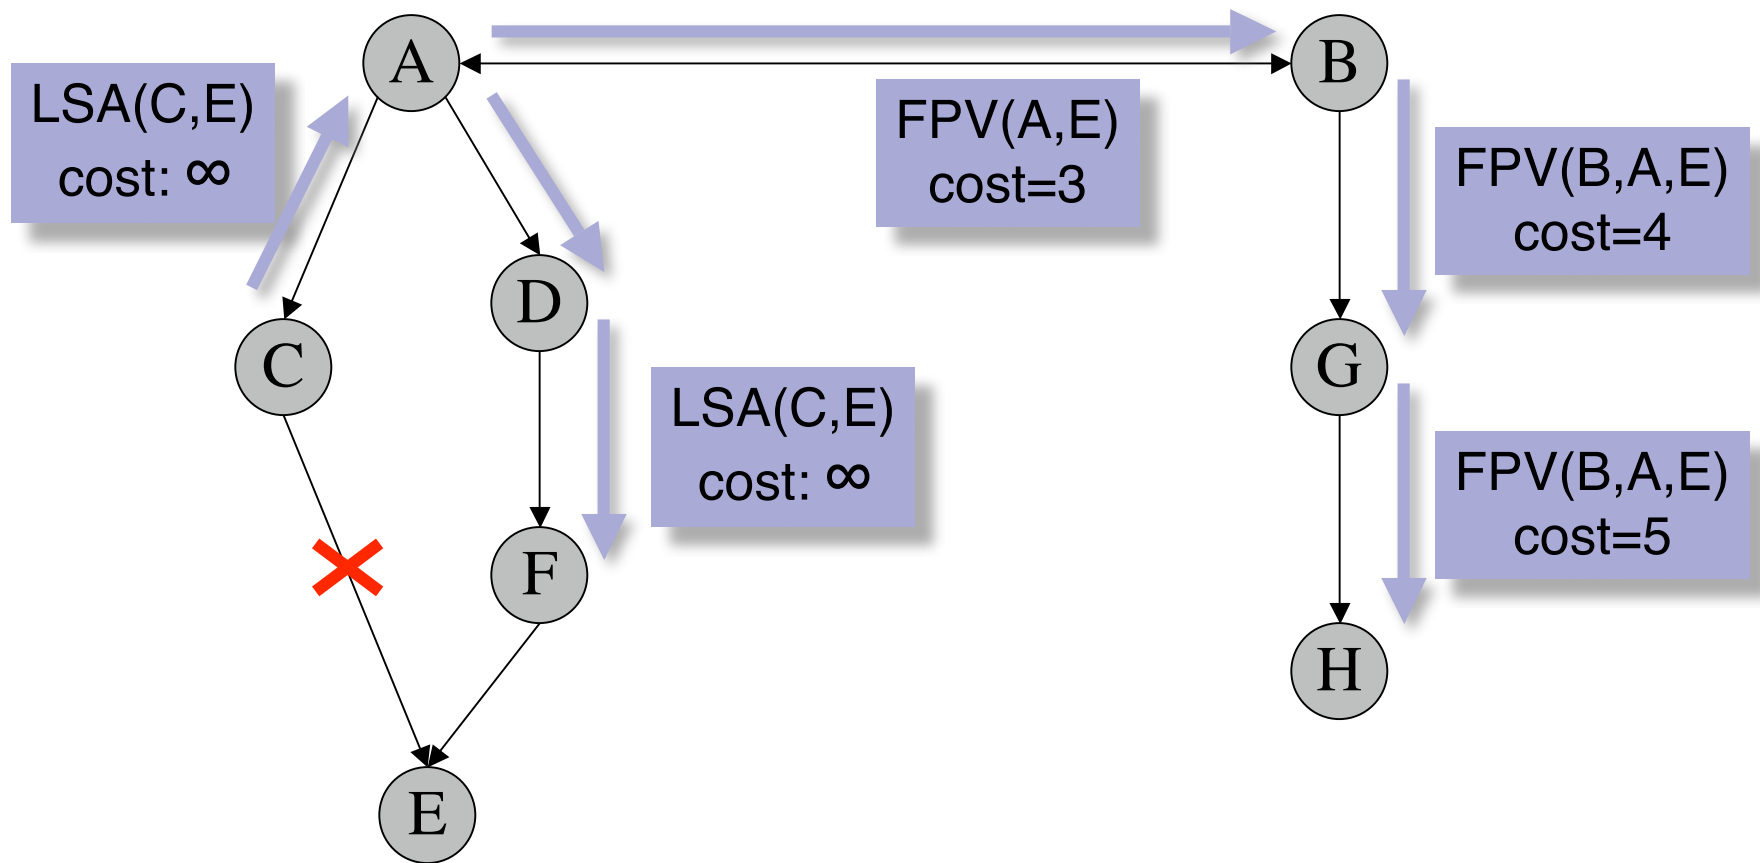 A
B
LSA(C,E)
cost: ∞
FPV(A,E)
cost=3
FPV(B,A,E)
cost=4
D
C
G
LSA(C,E)
cost: ∞
FPV(B,A,E)
cost=5
F
H
E